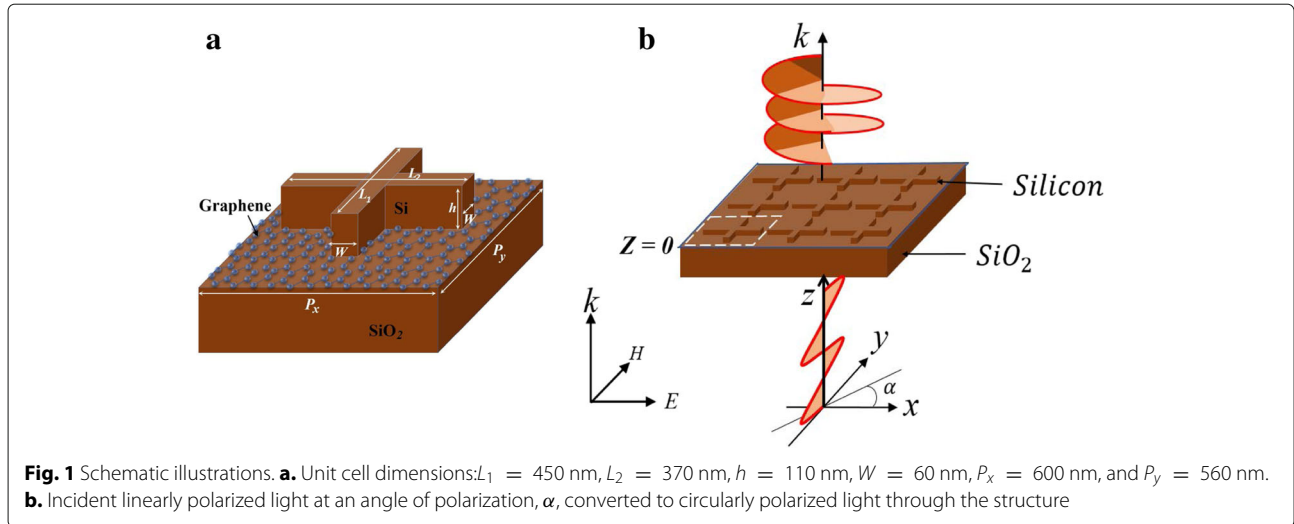 a
b
k
L1
L2
Graphene
Si
h
W
W
Px
Py
SiO2
Silicon
Z = 0
SiO2
z
k
H
E
y
α
x
Fig. 1 Schematic illustrations. a. Unit cell dimensions:L1 = 450 nm, L2 = 370 nm, h = 110 nm, W = 60 nm, Px = 600 nm, and Py = 560 nm.
b. Incident linearly polarized light at an angle of polarization, α, converted to circularly polarized light through the structure